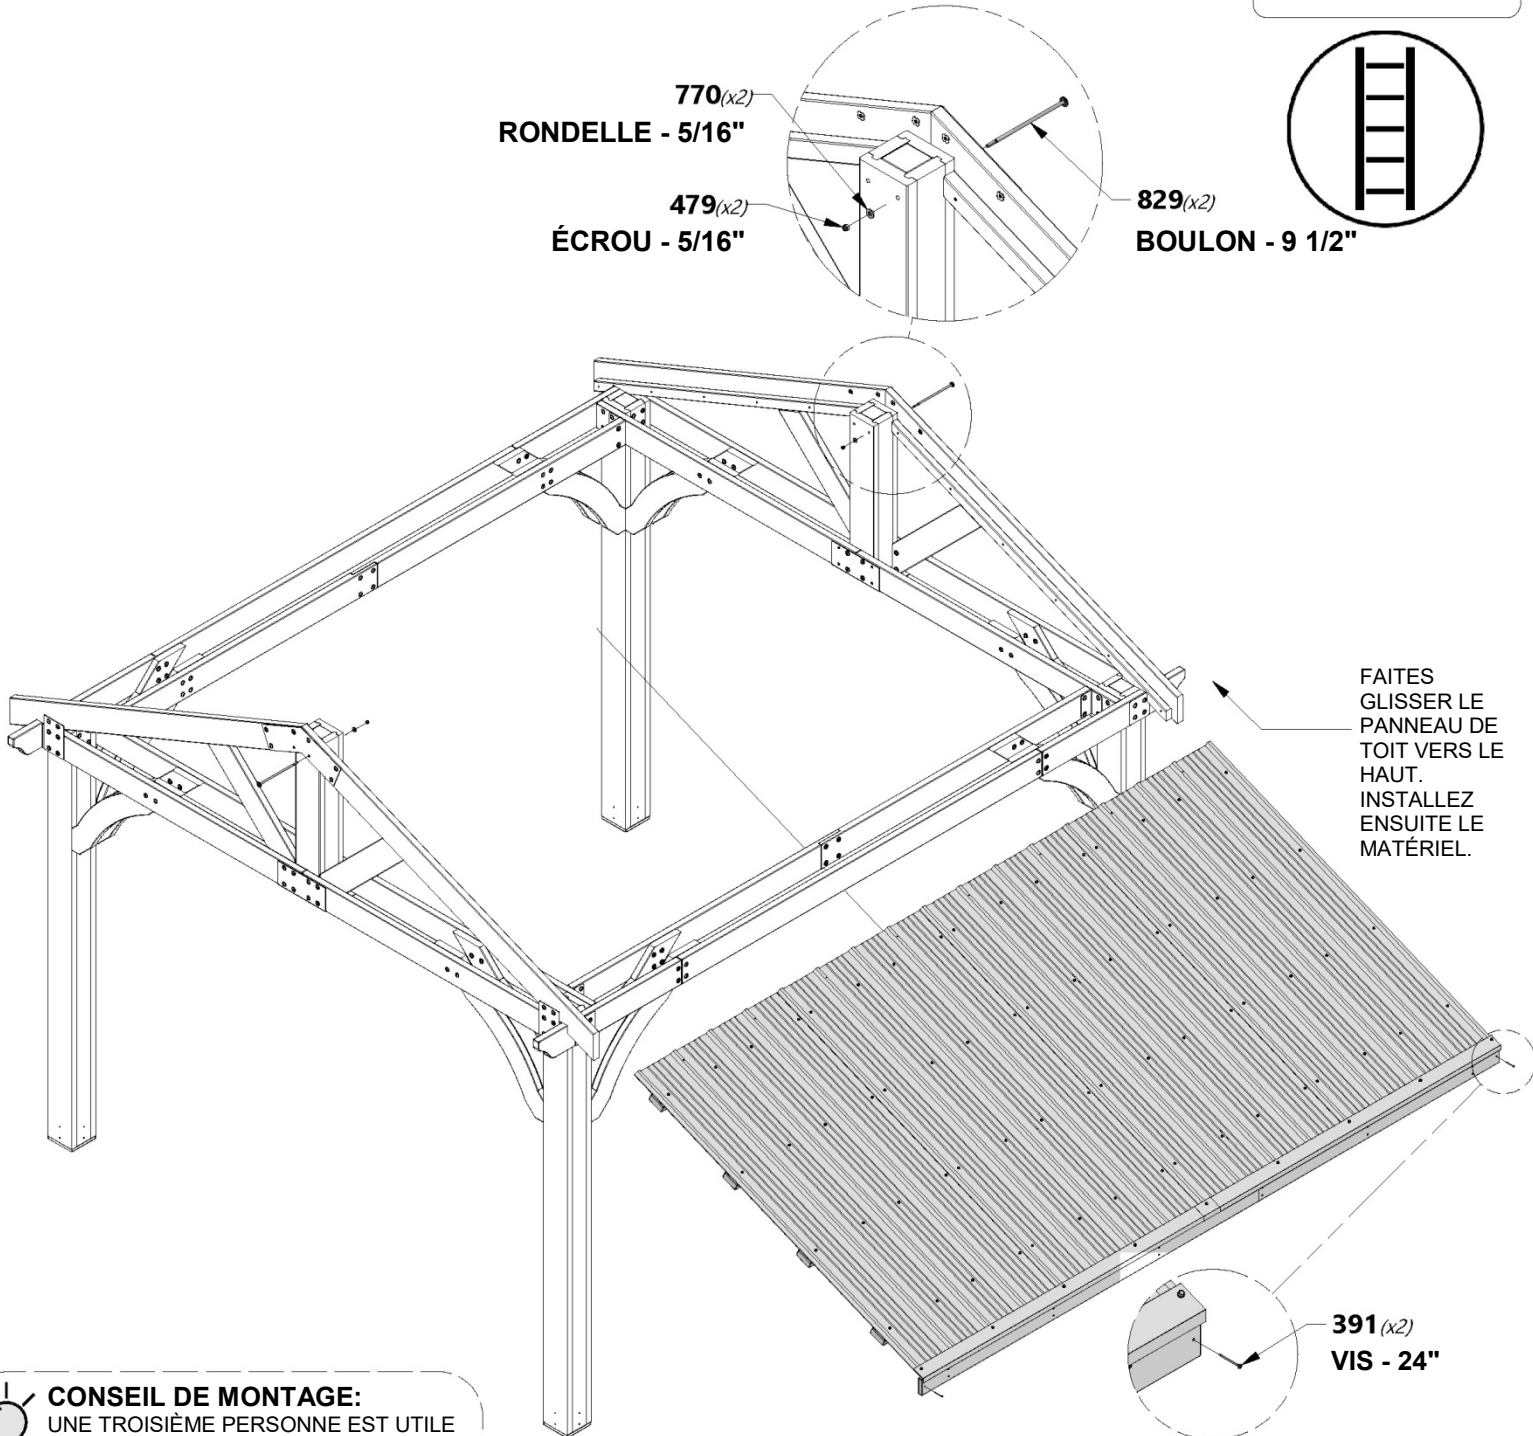 770(x2)
RONDELLE - 5/16"
479(x2)
ÉCROU - 5/16"
829(x2)
BOULON - 9 1/2"
FAITES
GLISSER LE
PANNEAU DE
TOIT VERS LE
HAUT.
INSTALLEZ
ENSUITE LE
MATÉRIEL.
391(x2)
VIS - 24"
CONSEIL DE MONTAGE:
UNE TROISIÈME PERSONNE EST UTILE